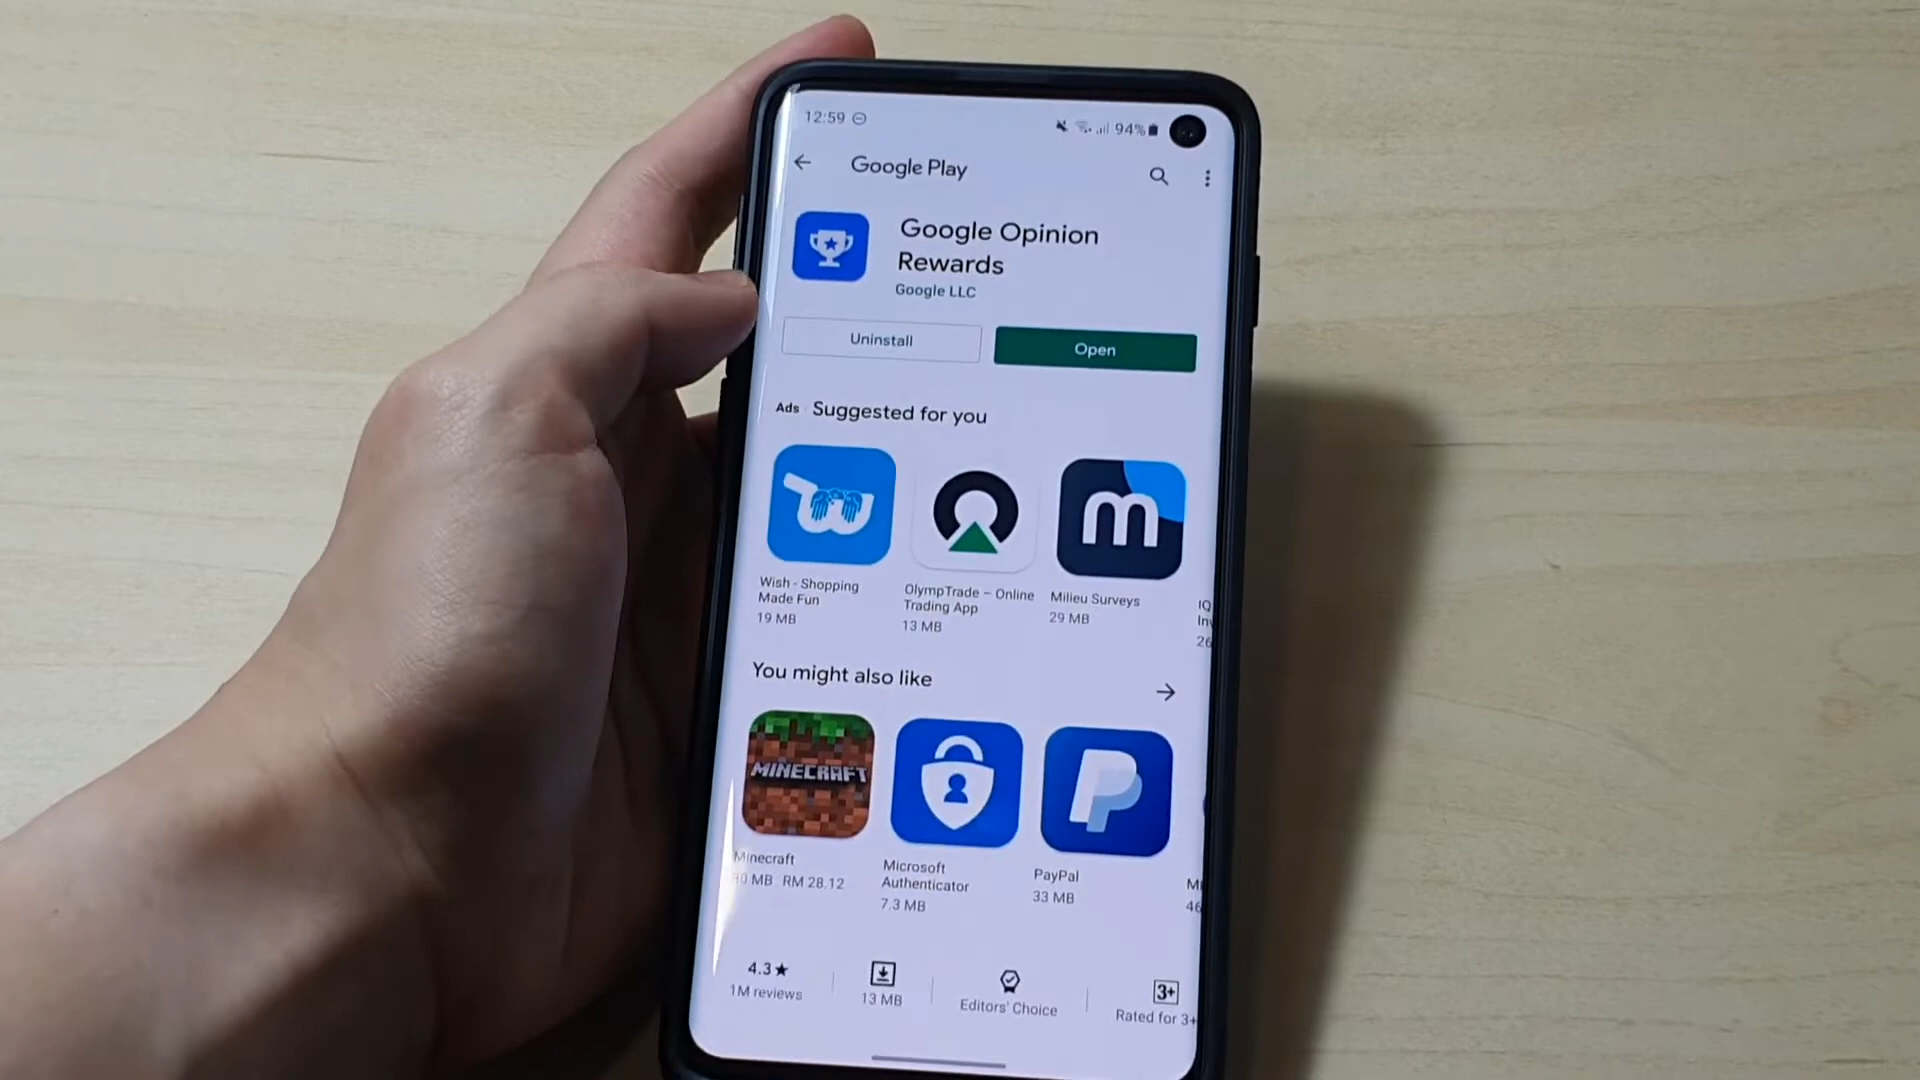 12:59
94%
Google Play
Google Opinion
Rewards
Google LLC
Uninstall
Open
Ads · Suggested for you
Wish - Shopping
Made Fun
19 MB
OlympTrade – Online
Trading App
13 MB
Milieu Surveys
29 MB
IQ
26
You might also like
MINECRAFT
Minecraft
RM 28.12
Microsoft
Authenticator
7.3 MB
PayPal
33 MB
46
4.3★
1M reviews
13 MB
Editors' Choice
3+
Rated for 3+